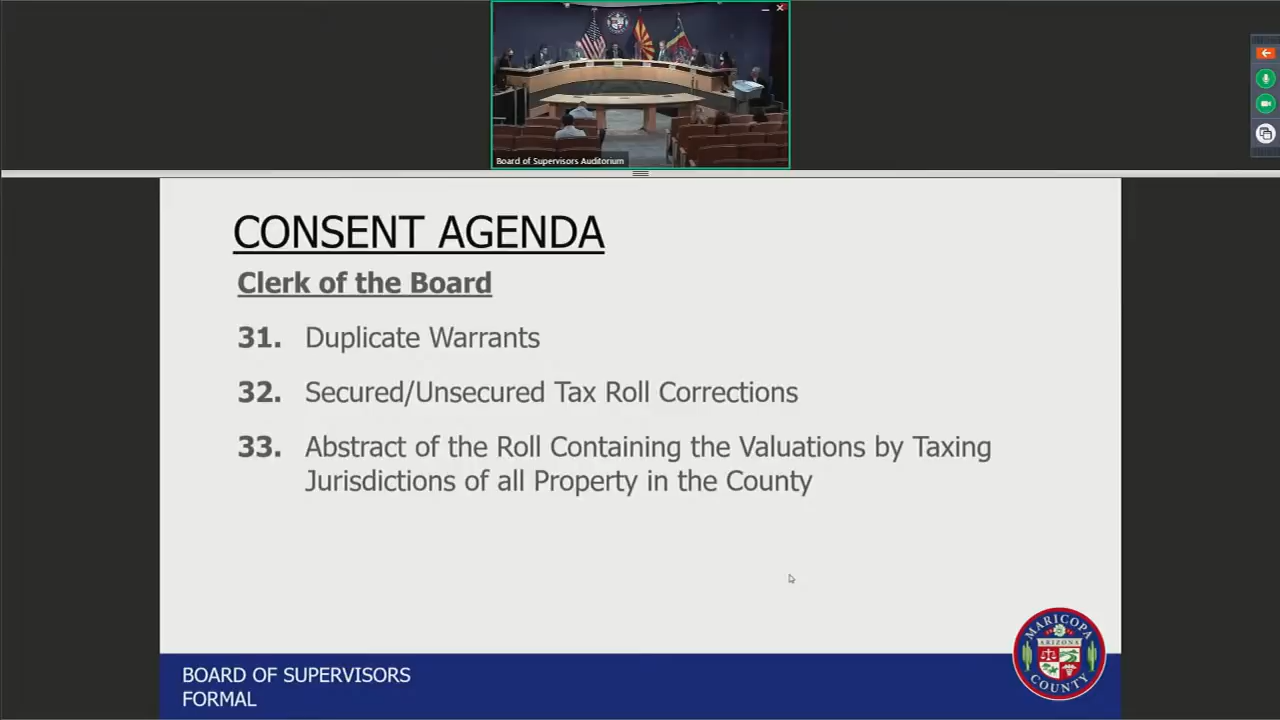 Board of Supervisors Auditorium
CONSENT AGENDA
Clerk of the Board
31. Duplicate Warrants
32. Secured/Unsecured Tax Roll Corrections
33. Abstract of the Roll Containing the Valuations by Taxing
Jurisdictions of all Property in the County
BOARD OF SUPERVISORS
FORMAL
MARICOPA
ARIZONA
COUNTY